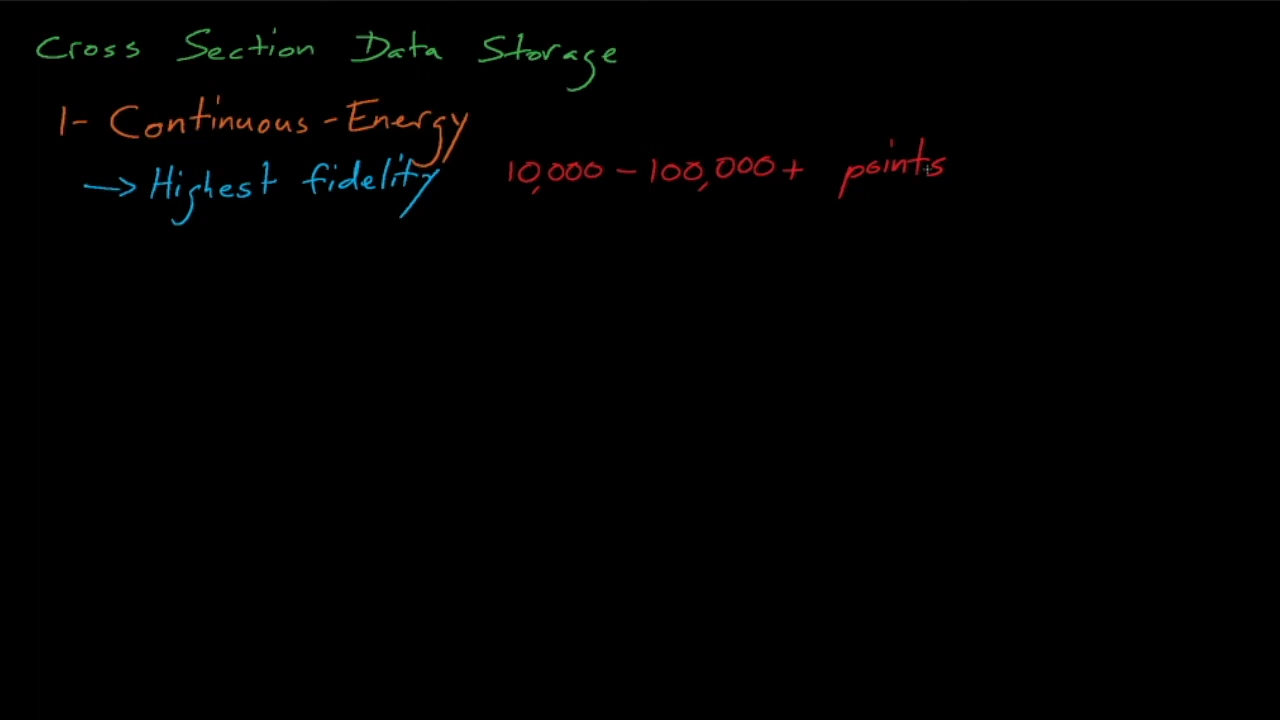 Cross Section Data Storage
1- Continuous-Energy
→ Highest fidelity 10,000 - 100,000+ points